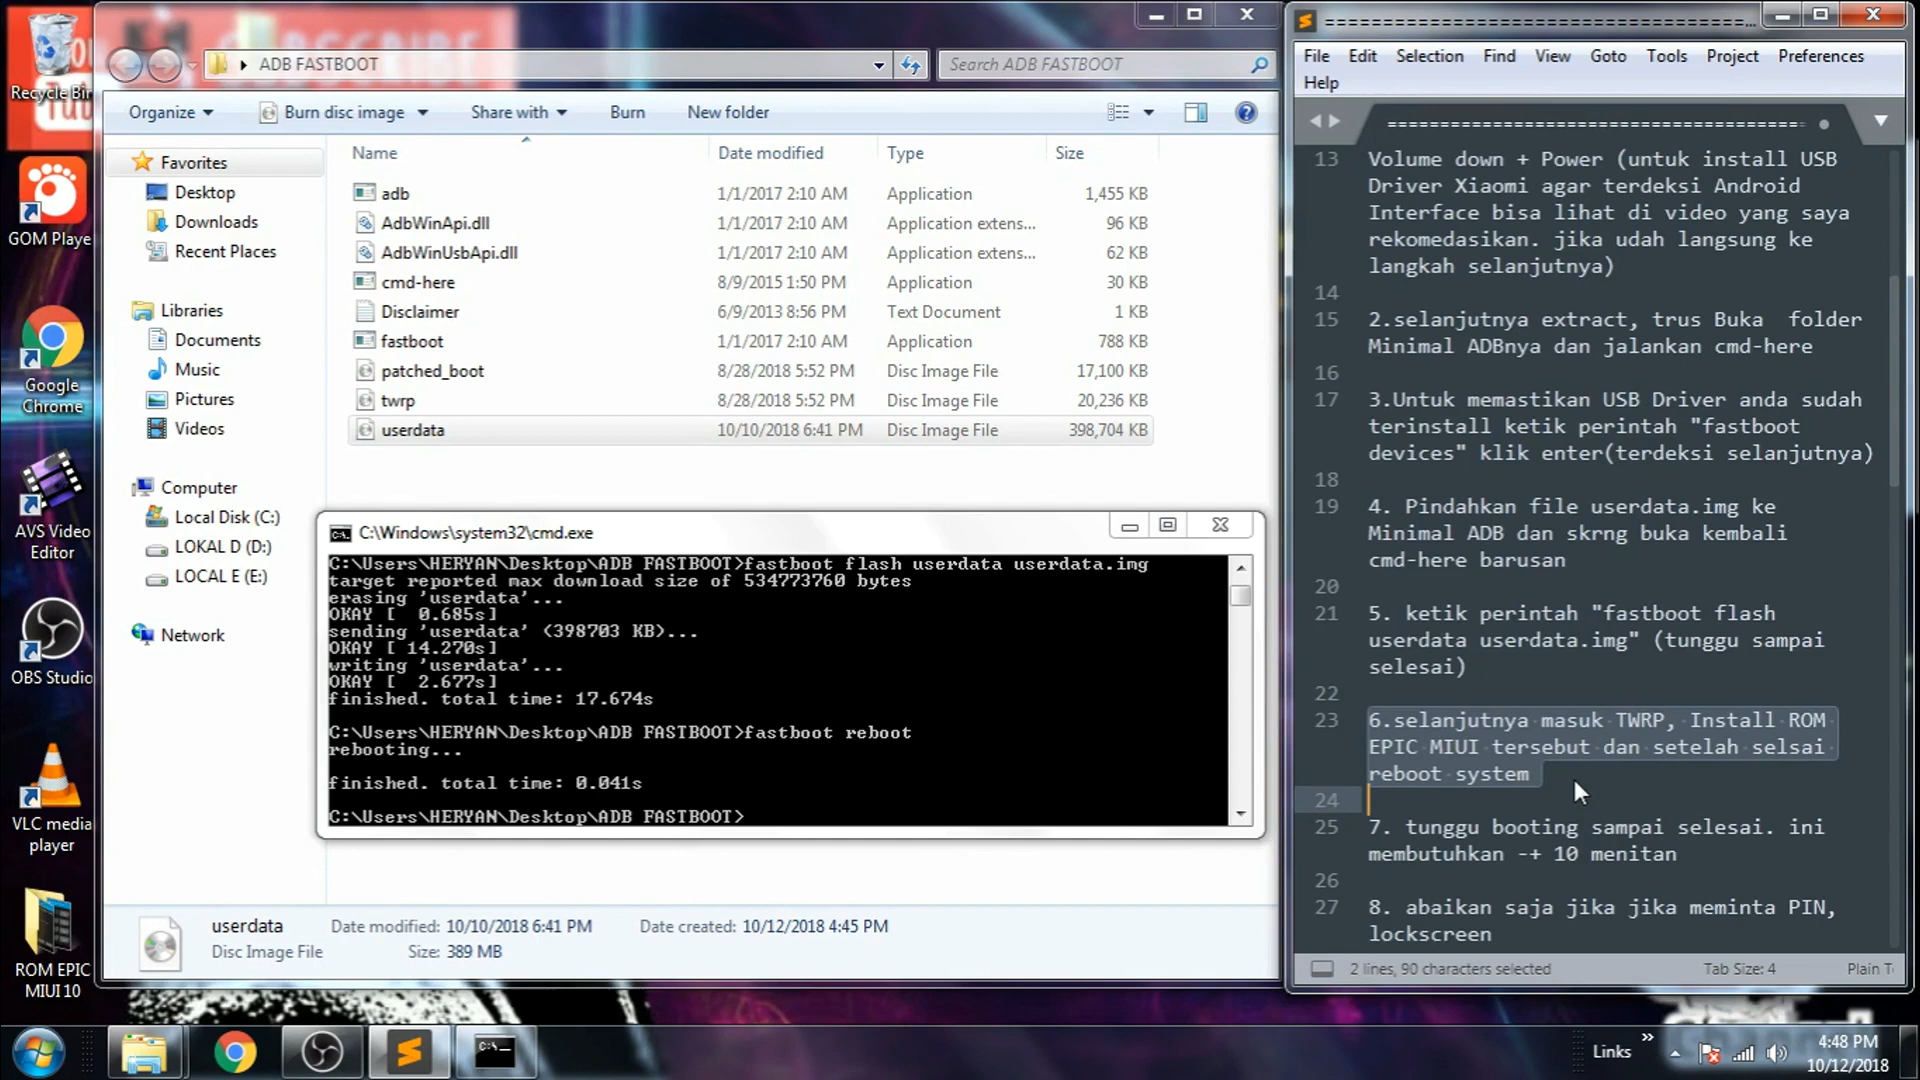 Recycle Bin
GOM Playe
Google
Chrome
AVS Video
Editor
OBS Studio
VLC media
player
ROM EPIC
MIUI 10
ADB FASTBOOT
Search ADB FASTBOOT
Organize
Burn disc image
Share with
Burn
New folder
Favorites
Desktop
Downloads
Recent Places
Libraries
Documents
Music
Pictures
Videos
Computer
Local Disk (C:)
LOKAL D (D:)
LOCAL E (E:)
Network
Name Date modified Type Size
adb 1/1/2017 2:10 AM Application 1,455 KB
AdbWinApi.dll 1/1/2017 2:10 AM Application extens... 96 KB
AdbWinUsbApi.dll 1/1/2017 2:10 AM Application extens... 62 KB
cmd-here 8/9/2015 1:50 PM Application 30 KB
Disclaimer 6/9/2013 8:56 PM Text Document 1 KB
fastboot 1/1/2017 2:10 AM Application 788 KB
patched_boot 8/28/2018 5:52 PM Disc Image File 17,100 KB
twrp 8/28/2018 5:52 PM Disc Image File 20,236 KB
userdata 10/10/2018 6:41 PM Disc Image File 398,704 KB
C:\Windows\system32\cmd.exe
C:\Users\HERYAN\Desktop\ADB FASTBOOT>fastboot flash userdata userdata.img
target reported max download size of 534773760 bytes
erasing 'userdata'...
OKAY [  0.685s]
sending 'userdata' (398703 KB)...
OKAY [ 14.270s]
writing 'userdata'...
OKAY [  2.677s]
finished. total time: 17.674s
C:\Users\HERYAN\Desktop\ADB FASTBOOT>fastboot reboot
rebooting...
finished. total time: 0.041s
C:\Users\HERYAN\Desktop\ADB FASTBOOT>
userdata Date modified: 10/10/2018 6:41 PM Date created: 10/12/2018 4:45 PM
Disc Image File Size: 389 MB
File Edit Selection Find View Goto Tools Project Preferences
Help
13 Volume down + Power (untuk install USB
Driver Xiaomi agar terdeksi Android
Interface bisa lihat di video yang saya
rekomedasikan. jika udah langsung ke
langkah selanjutnya)
14
15 2.selanjutnya extract, trus Buka  folder
Minimal ADBnya dan jalankan cmd-here
16
17 3.Untuk memastikan USB Driver anda sudah
terinstall ketik perintah "fastboot
devices" klik enter(terdeksi selanjutnya)
18
19 4. Pindahkan file userdata.img ke
Minimal ADB dan skrng buka kembali
cmd-here barusan
20
21 5. ketik perintah "fastboot flash
userdata userdata.img" (tunggu sampai
selesai)
22
23 6.selanjutnya masuk TWRP, Install ROM
EPIC MIUI tersebut dan setelah selsai
reboot system
24
25 7. tunggu booting sampai selesai. ini
membutuhkan -+ 10 menitan
26
27 8. abaikan saja jika jika meminta PIN,
lockscreen
2 lines, 90 characters selected Tab Size: 4 Plain T
Links
4:48 PM
10/12/2018